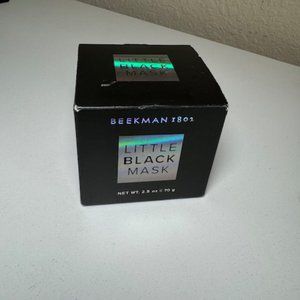 LITTLE
BLACK
MASK
BEEKMAN 1802
LITTLE
BLACK
MASK
NET WT. 2.5 oz / 70 g